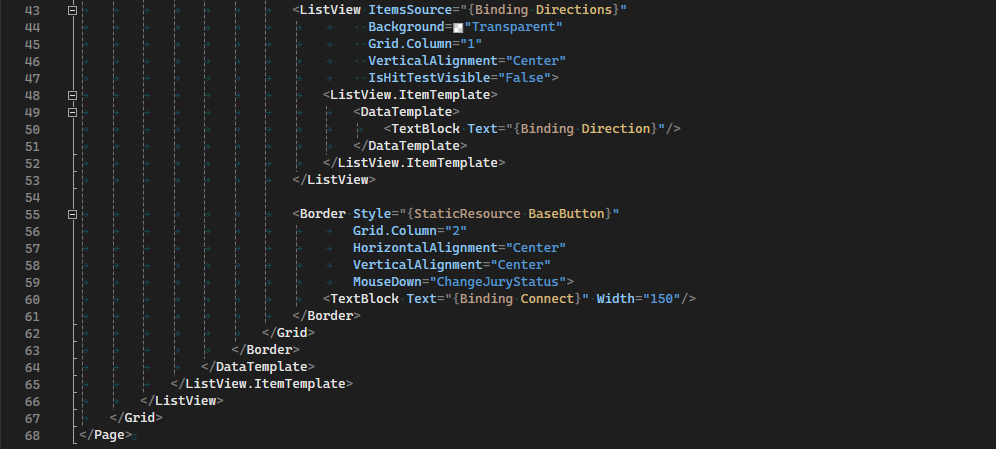 43 <ListView ItemsSource="{Binding Directions}"
44 Background="Transparent"
45 Grid.Column="1"
46 VerticalAlignment="Center"
47 IsHitTestVisible="False">
48 <ListView.ItemTemplate>
49 <DataTemplate>
50 <TextBlock Text="{Binding Direction}"/>
51 </DataTemplate>
52 </ListView.ItemTemplate>
53 </ListView>
54
55 <Border Style="{StaticResource BaseButton}"
56 Grid.Column="2"
57 HorizontalAlignment="Center"
58 VerticalAlignment="Center"
59 MouseDown="ChangeJuryStatus">
60 <TextBlock Text="{Binding Connect}" Width="150"/>
61 </Border>
62 </Grid>
63 </Border>
64 </DataTemplate>
65 </ListView.ItemTemplate>
66 </ListView>
67 </Grid>
68 </Page>